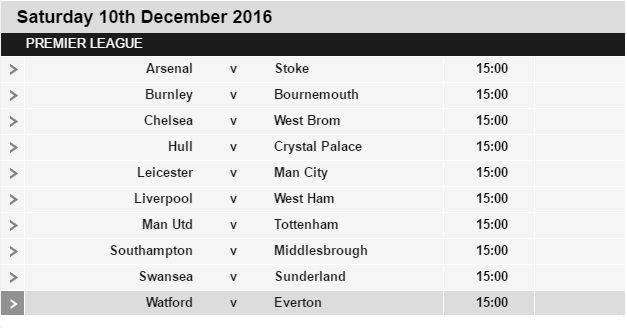 Saturday 10th December 2016
PREMIER LEAGUE
Arsenal v Stoke 15:00
Burnley v Bournemouth 15:00
Chelsea v West Brom 15:00
Hull v Crystal Palace 15:00
Leicester v Man City 15:00
Liverpool v West Ham 15:00
Man Utd v Tottenham 15:00
Southampton v Middlesbrough 15:00
Swansea v Sunderland 15:00
Watford v Everton 15:00